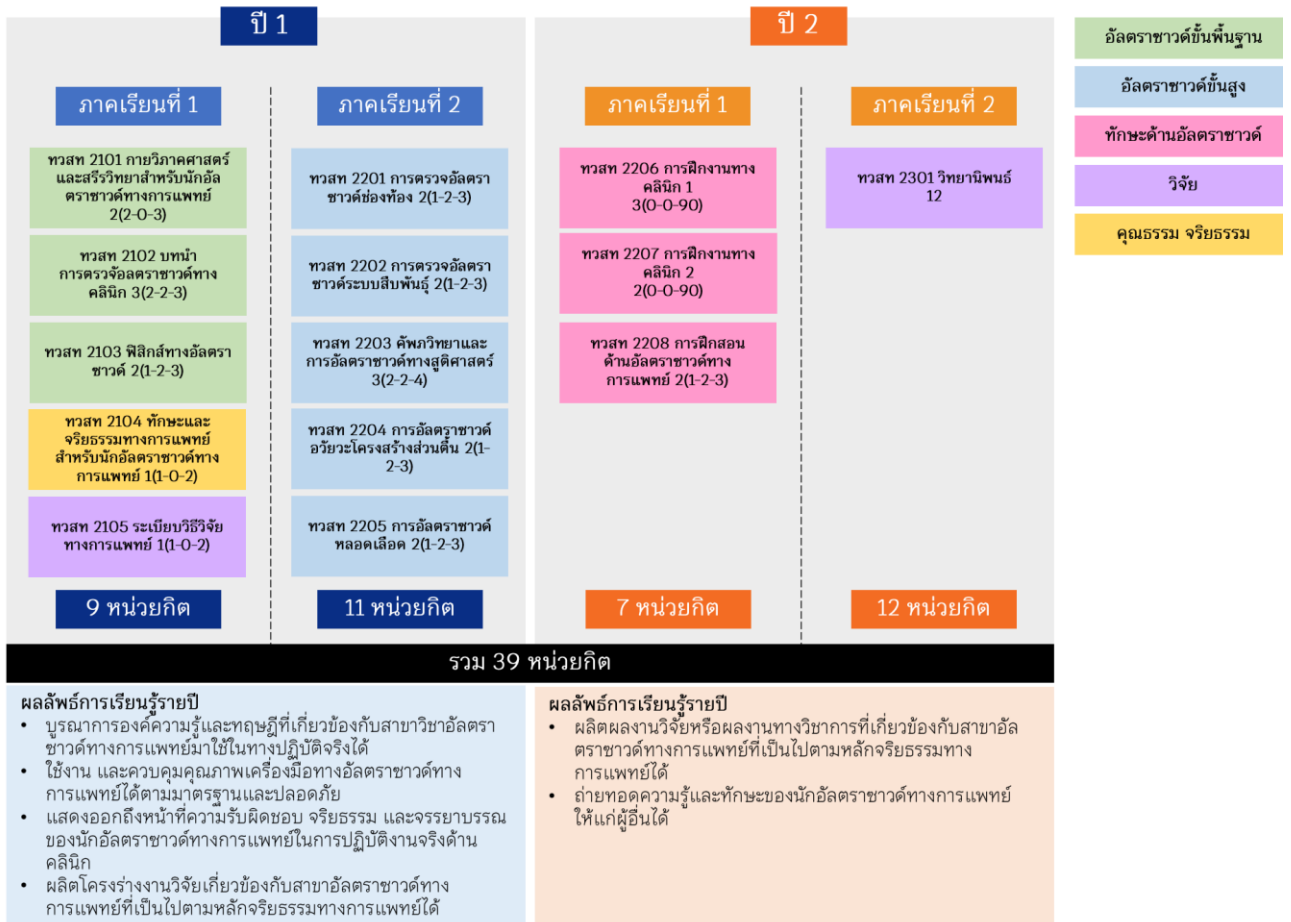 ปี 1
ภาคเรียนที่ 1
ทวสท 2101 กายวิภาคศาสตร์
และสรีรวิทยาสำหรับนักอัล
ตราซาวด์ทางการแพทย์
2(2-0-3)
ทวสท 2102 บทนำ
การตรวจัอลตราซาวด์ทาง
คลินิก 3(2-2-3)
ทวสท 2103 ฟิสิกส์ทางอัลตรา
ซาวด์ 2(1-2-3)
ทวสท 2104 ทักษะและ
จริยธรรมทางการแพทย์
สำหรับนักอัลตราซาวด์ทาง
การแพทย์ 1(1-0-2)
ทวสท 2105 ระเบียบวิธีวิจัย
ทางการแพทย์ 1(1-0-2)
9 หน่วยกิต
ภาคเรียนที่ 2
ทวสท 2201 การตรวจอัลตรา
ซาวด์ช่องท้อง 2(1-2-3)
ทวสท 2202 การตรวจอัลตรา
ซาวด์ระบบสืบพันธุ์ 2(1-2-3)
ทวสท 2203 คัพภวิทยาและ
การอัลตราซาวด์ทางสูติศาสตร์
3(2-2-4)
ทวสท 2204 การอัลตราซาวด์
อวัยวะโครงสร้างส่วนตื้น 2(1-
2-3)
ทวสท 2205 การอัลตราซาวด์
หลอดเลือด 2(1-2-3)
11 หน่วยกิต
ปี 2
ภาคเรียนที่ 1
ทวสท 2206 การฝึกงานทาง
คลินิก 1
3(0-0-90)
ทวสท 2207 การฝึกงานทาง
คลินิก 2
2(0-0-90)
ทวสท 2208 การฝึกสอน
ด้านอัลตราซาวด์ทาง
การแพทย์ 2(1-2-3)
7 หน่วยกิต
ภาคเรียนที่ 2
ทวสท 2301 วิทยานิพนธ์
12
12 หน่วยกิต
อัลตราซาวด์ขั้นพื้นฐาน
อัลตราซาวด์ขั้นสูง
ทักษะด้านอัลตราซาวด์
วิจัย
คุณธรรม จริยธรรม
รวม 39 หน่วยกิต
ผลลัพธ์การเรียนรู้รายปี
• บูรณาการองค์ความรู้และทฤษฎีที่เกี่ยวข้องกับสาขาวิชาอัลตรา
ซาวด์ทางการแพทย์มาใช้ในทางปฏิบัติจริงได้
• ใช้งาน และควบคุมคุณภาพเครื่องมือทางอัลตราซาวด์ทาง
การแพทย์ได้ตามมาตรฐานและปลอดภัย
• แสดงออกถึงหน้าที่ความรับผิดชอบ จริยธรรม และจรรยาบรรณ
ของนักอัลตราซาวด์ทางการแพทย์ในการปฏิบัติงานจริงด้าน
คลินิก
• ผลิตโครงร่างงานวิจัยเกี่ยวข้องกับสาขาอัลตราซาวด์ทาง
การแพทย์ที่เป็นไปตามหลักจริยธรรมทางการแพทย์ได้
ผลลัพธ์การเรียนรู้รายปี
• ผลิตผลงานวิจัยหรือผลงานทางวิชาการที่เกี่ยวข้องกับสาขาอัล
ตราซาวด์ทางการแพทย์ที่เป็นไปตามหลักจริยธรรมทาง
การแพทย์ได้
• ถ่ายทอดความรู้และทักษะของนักอัลตราซาวด์ทางการแพทย์
ให้แก่ผู้อื่นได้